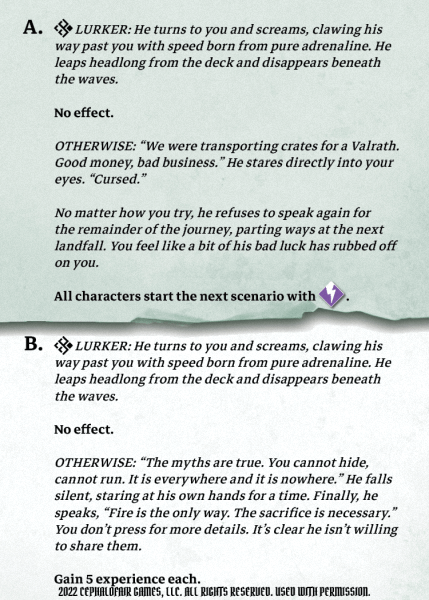 A. LURKER: He turns to you and screams, clawing his
way past you with speed born from pure adrenaline. He
leaps headlong from the deck and disappears beneath
the waves.
No effect.
OTHERWISE: “We were transporting crates for a Valrath.
Good money, bad business.” He stares directly into your
eyes. “Cursed.”
No matter how you try, he refuses to speak again for
the remainder of the journey, parting ways at the next
landfall. You feel like a bit of his bad luck has rubbed off
on you.
All characters start the next scenario with .
B. LURKER: He turns to you and screams, clawing his
way past you with speed born from pure adrenaline. He
leaps headlong from the deck and disappears beneath
the waves.
No effect.
OTHERWISE: “The myths are true. You cannot hide,
cannot run. It is everywhere and it is nowhere.” He falls
silent, staring at his own hands for a time. Finally, he
speaks, “Fire is the only way. The sacrifice is necessary.”
You don’t press for more details. It’s clear he isn’t willing
to share them.
Gain 5 experience each.
2022 CEPHALOFAIR GAMES, LLC. ALL RIGHTS RESERVED. USED WITH PERMISSION.